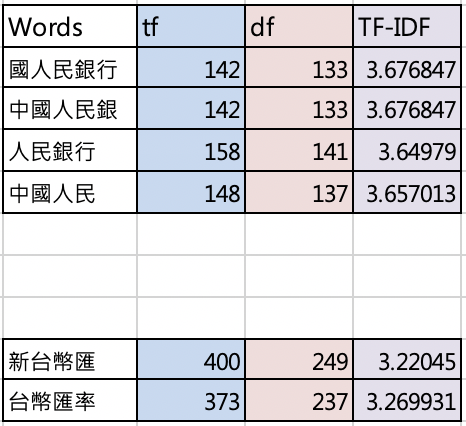 Words tf df TF-IDF
國人民銀行 142 133 3.676847
中國人民銀 142 133 3.676847
人民銀行 158 141 3.64979
中國人民 148 137 3.657013
新台幣匯 400 249 3.22045
台幣匯率 373 237 3.269931